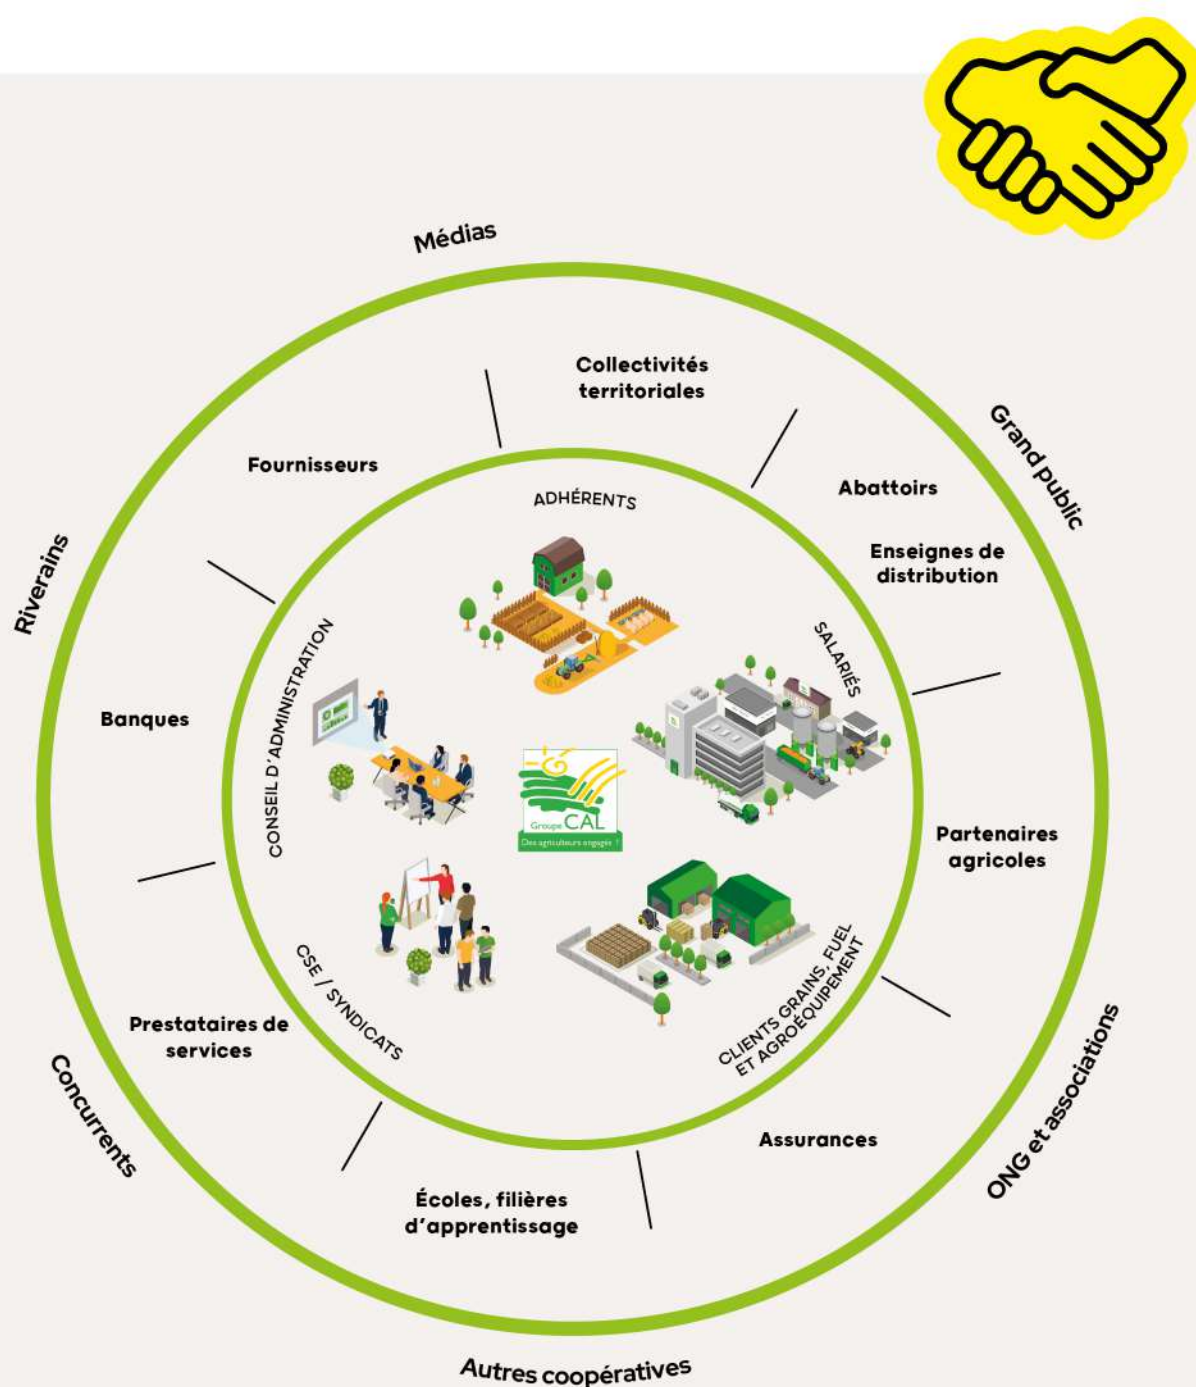 Médias
Collectivités
territoriales
Grand public
Fournisseurs
Abattoirs
ADHÉRENTS
Enseignes de
distribution
Riverains
CONSEIL D'ADMINISTRATION
SALARIÉS
Banques
Groupe CAL
Des agriculteurs engagés !
Partenaires
agricoles
CSE / SYNDICATS
CLIENTS GRAINS, FUEL
ET AGROÉQUIPEMENT
Prestataires de
services
Concurrents
ONG et associations
Assurances
Écoles, filières
d'apprentissage
Autres coopératives